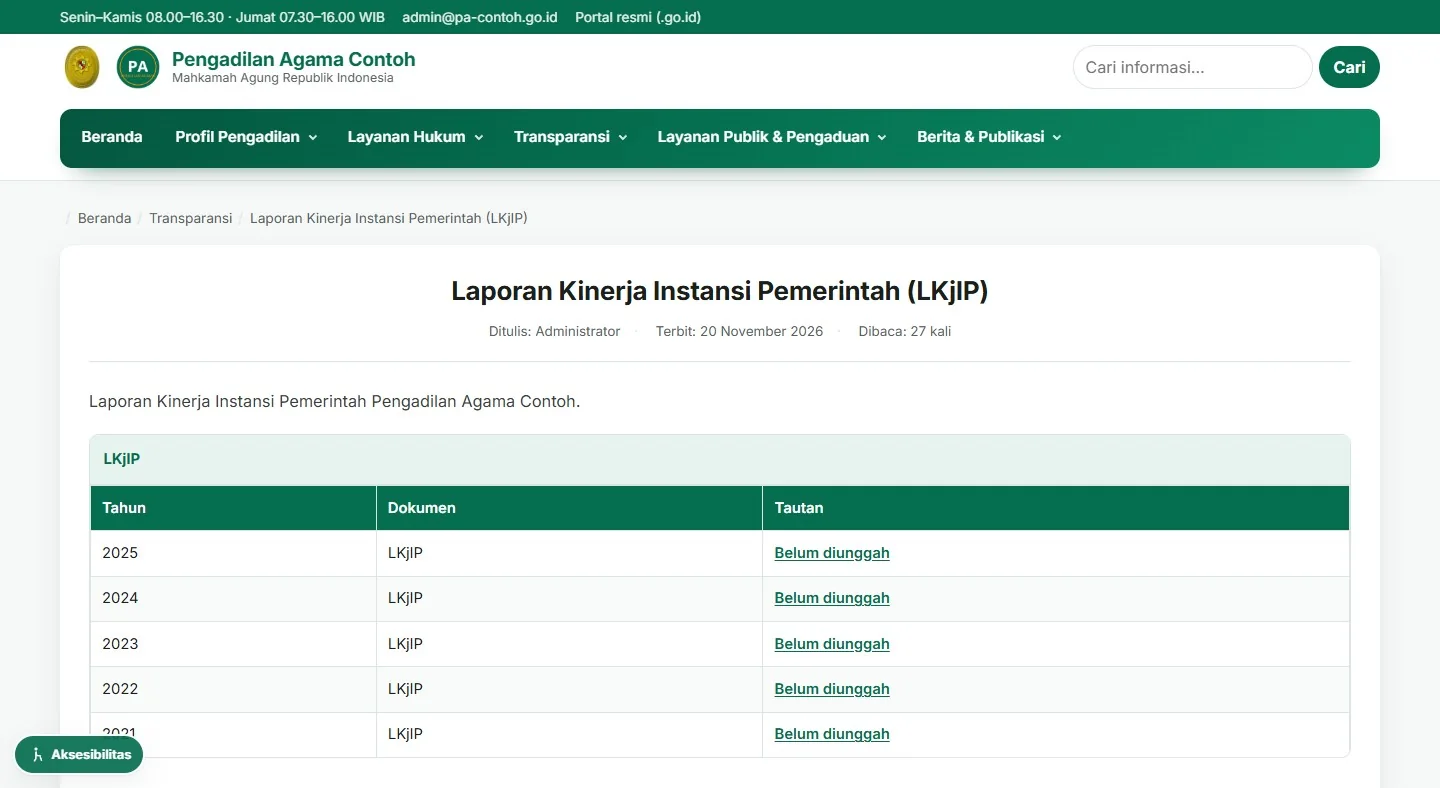 Senin–Kamis 08.00–16.30 · Jumat 07.30–16.00 WIB admin@pa-contoh.go.id Portal resmi (.go.id)
PA
Pengadilan Agama Contoh
Mahkamah Agung Republik Indonesia
Cari informasi...
Cari
Beranda Profil Pengadilan Layanan Hukum Transparansi Layanan Publik & Pengaduan Berita & Publikasi
/ Beranda / Transparansi / Laporan Kinerja Instansi Pemerintah (LKjIP)
Laporan Kinerja Instansi Pemerintah (LKjIP)
Ditulis: Administrator · Terbit: 20 November 2026 · Dibaca: 27 kali
Laporan Kinerja Instansi Pemerintah Pengadilan Agama Contoh.
LKjIP
Tahun Dokumen Tautan
2025 LKjIP Belum diunggah
2024 LKjIP Belum diunggah
2023 LKjIP Belum diunggah
2022 LKjIP Belum diunggah
2021 LKjIP Belum diunggah
Aksesibilitas